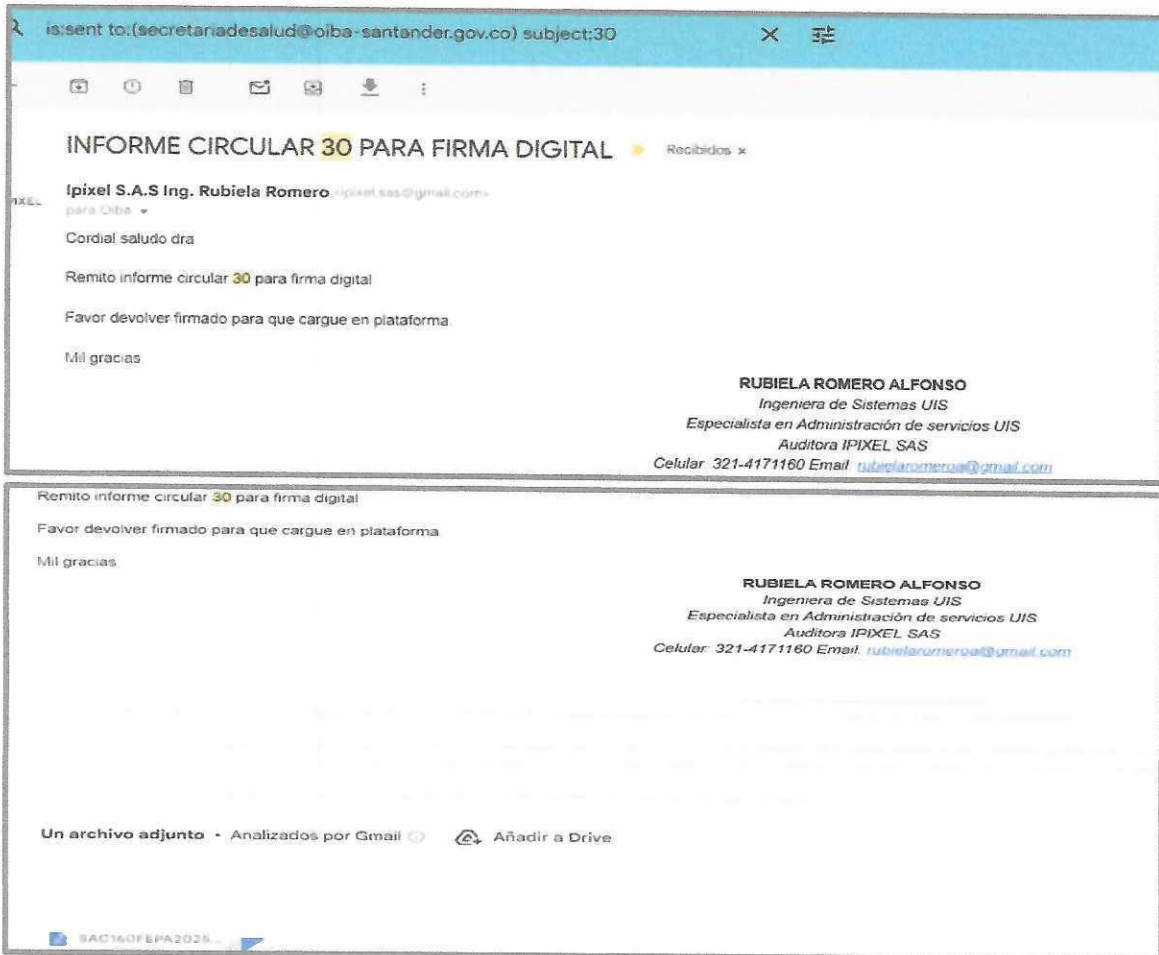 is:sent to:(secretariadesalud@oiba-santander.gov.co) subject:30
INFORME CIRCULAR 30 PARA FIRMA DIGITAL Recibidos x
Ipixel S.A.S Ing. Rubiela Romero <ipixel.sas@gmail.com>
para Oiba
Cordial saludo dra
Remito informe circular 30 para firma digital
Favor devolver firmado para que cargue en plataforma
Mil gracias
RUBIELA ROMERO ALFONSO
Ingeniera de Sistemas UIS
Especialista en Administración de servicios UIS
Auditora IPIXEL SAS
Celular: 321-4171160 Email: rubielaromeroa@gmail.com
Remito informe circular 30 para firma digital
Favor devolver firmado para que cargue en plataforma
Mil gracias
RUBIELA ROMERO ALFONSO
Ingeniera de Sistemas UIS
Especialista en Administración de servicios UIS
Auditora IPIXEL SAS
Celular: 321-4171160 Email: rubielaromeroa@gmail.com
Un archivo adjunto • Analizados por Gmail Añadir a Drive